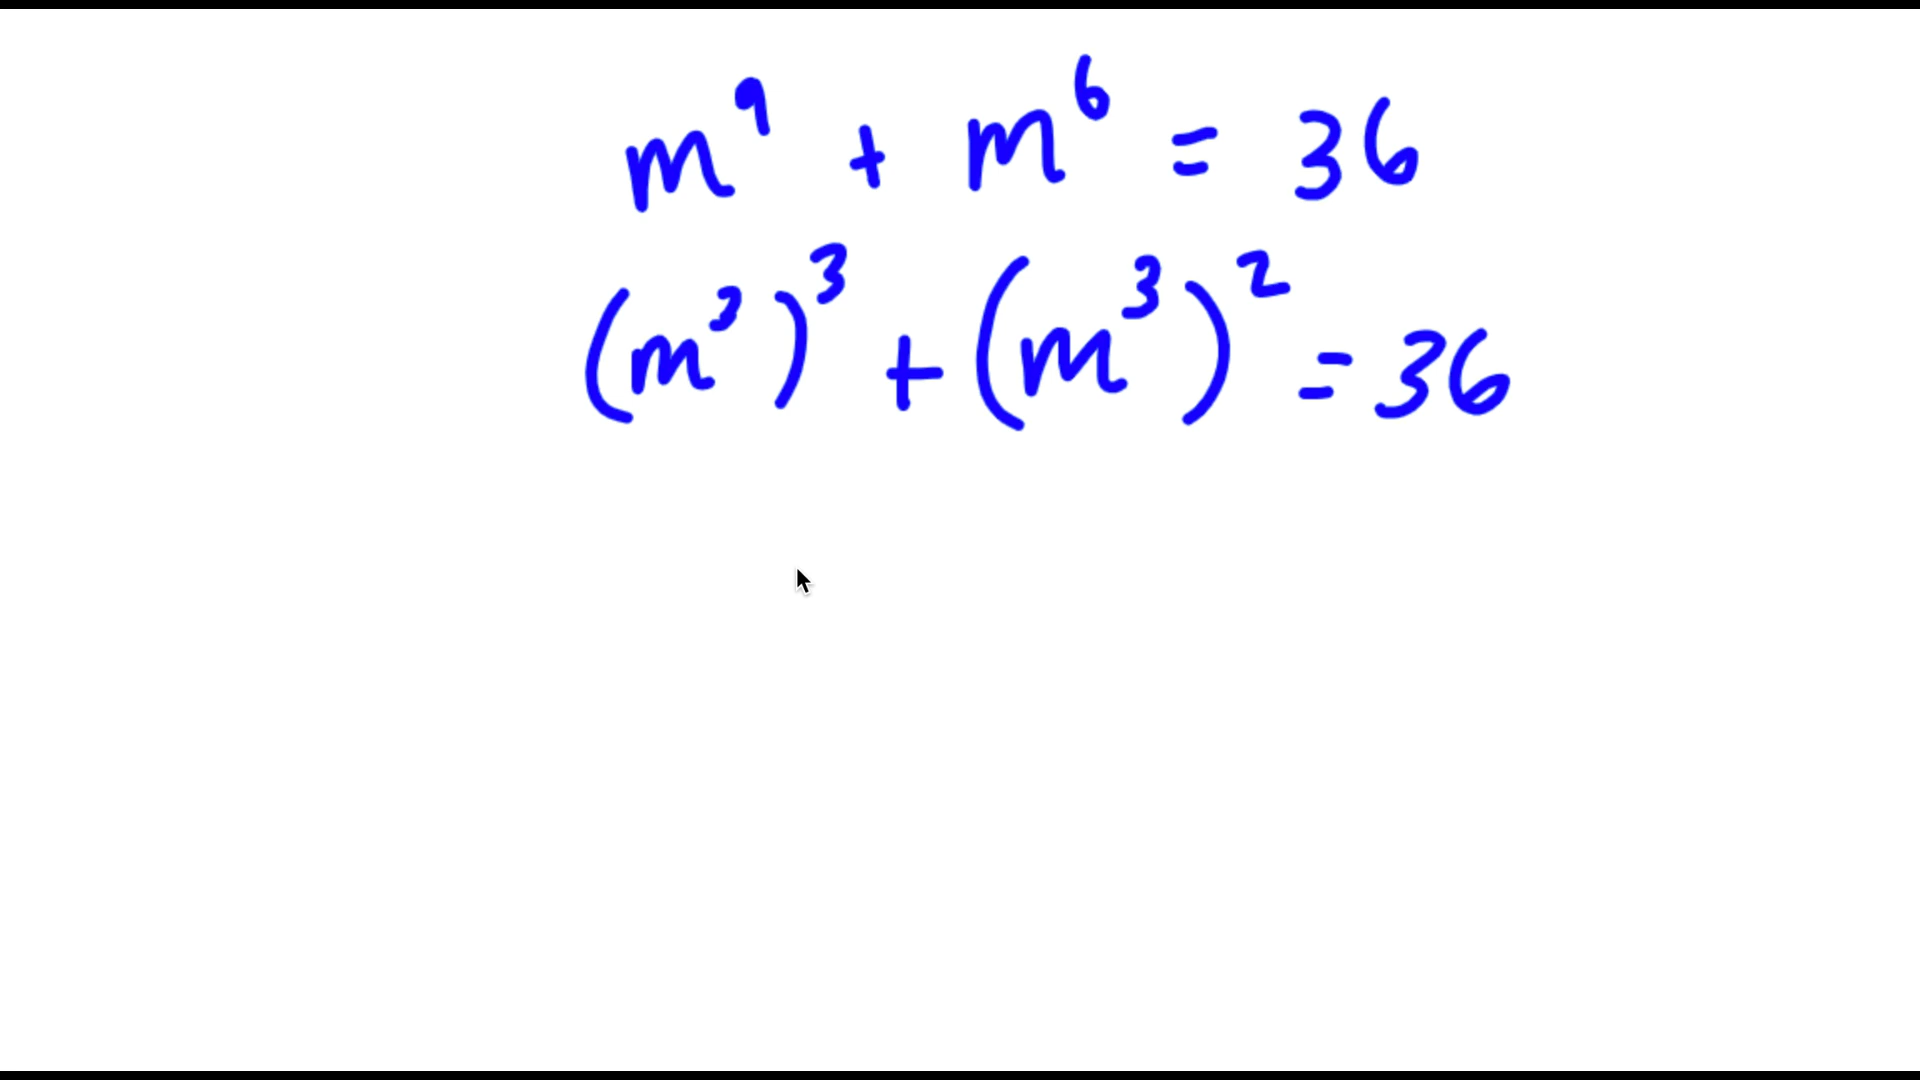 m⁹ + m⁶ = 36
(m³)³ + (m³)² = 36